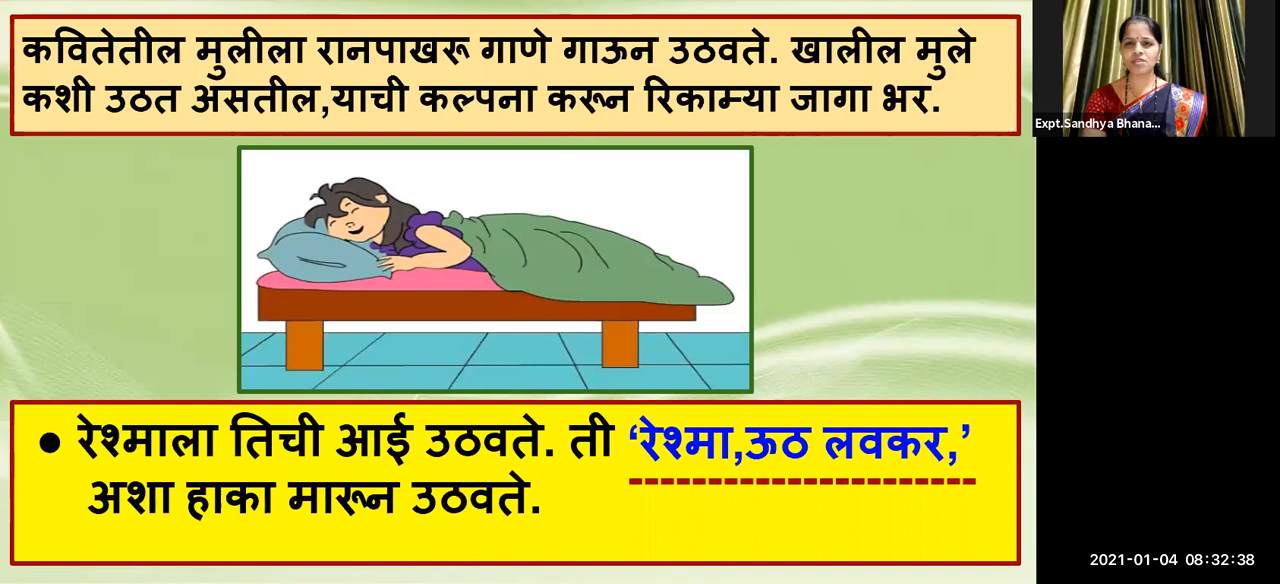 कवितेतील मुलीला रानपाखरू गाणे गाऊन उठवते. खालील मुले
कशी उठत असतील,याची कल्पना करून रिकाम्या जागा भर.
Expt.Sandhya Bhana...
● रेश्माला तिची आई उठवते. ती ‘रेश्मा,ऊठ लवकर,’
अशा हाका मारून उठवते.
2021-01-04 08:32:38